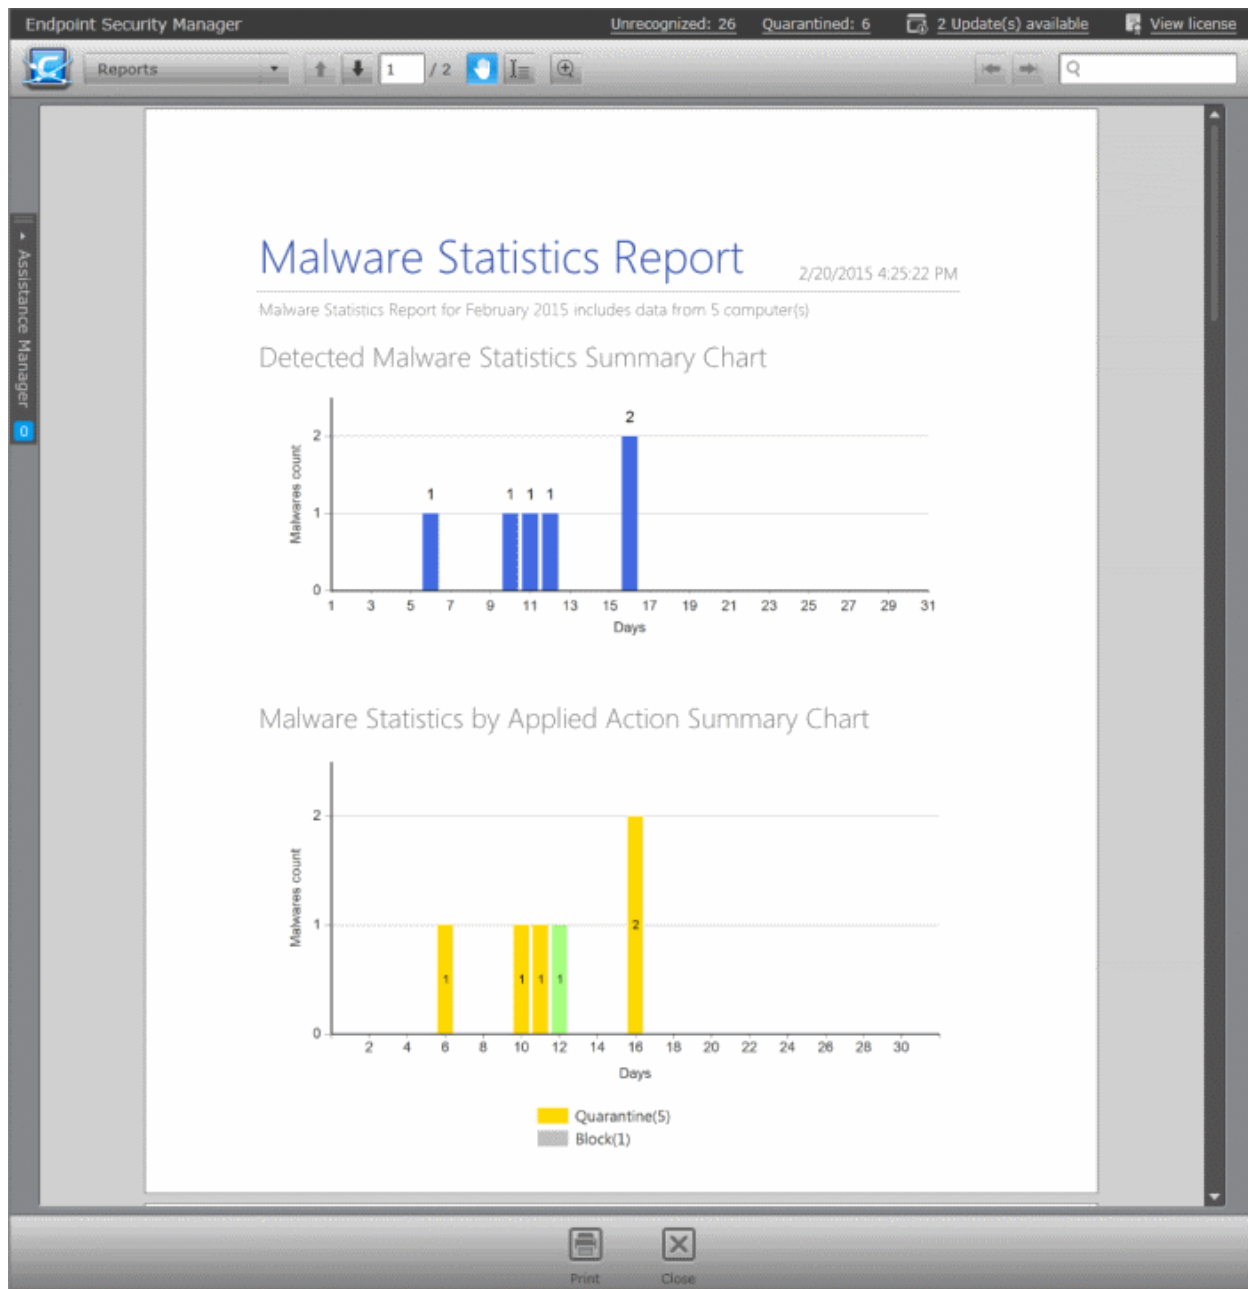 Endpoint Security Manager Unrecognized: 26 Quarantined: 6 2 Update(s) available View license
Reports 1 / 2
Assistance Manager 0
Malware Statistics Report 2/20/2015 4:25:22 PM
Malware Statistics Report for February 2015 includes data from 5 computer(s)
Detected Malware Statistics Summary Chart
Malwares count
2
1
0
1 1 1 1 2
1 3 5 7 9 11 13 15 17 19 21 23 25 27 29 31
Days
Malware Statistics by Applied Action Summary Chart
Malwares count
2
1
0
1 1 1 1 2
2 4 6 8 10 12 14 16 18 20 22 24 26 28 30
Days
Quarantine(5)
Block(1)
Print Close